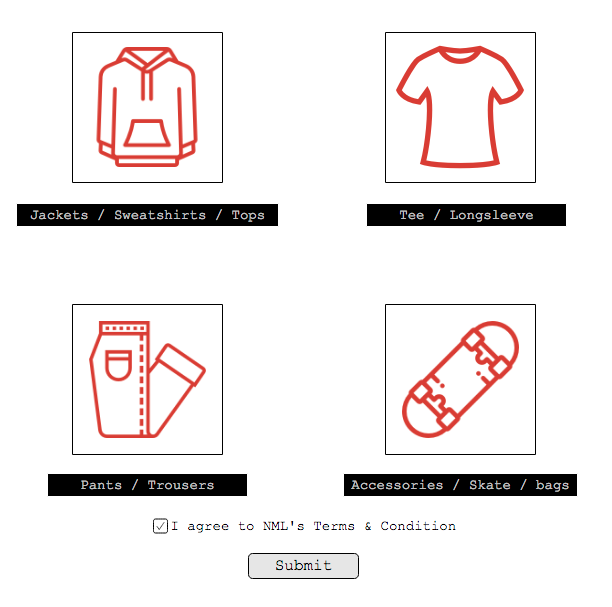 Jackets / Sweatshirts / Tops
Tee / Longsleeve
Pants / Trousers
Accessories / Skate / bags
I agree to NML's Terms & Condition
Submit